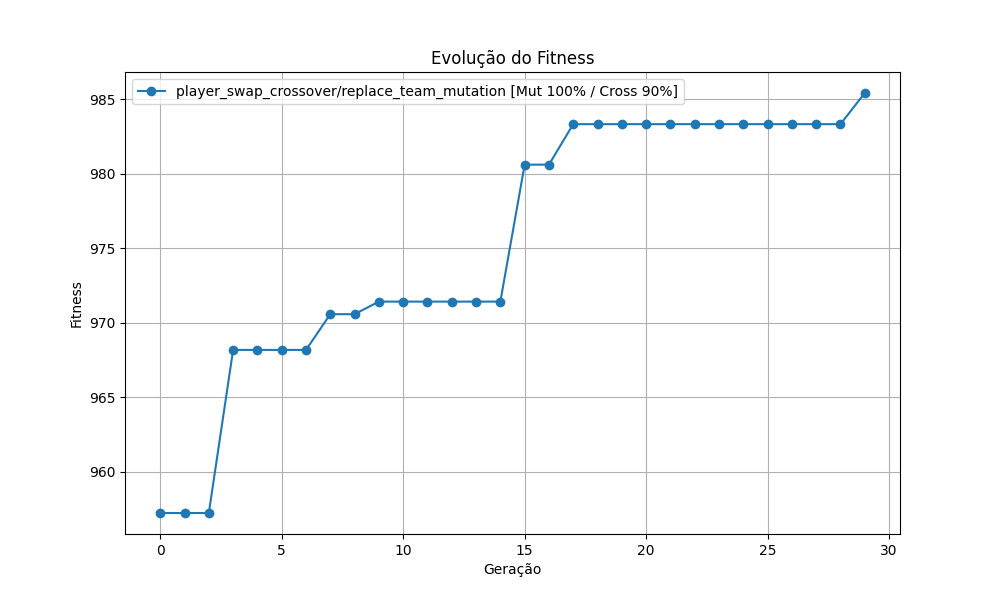 Evolução do Fitness
player_swap_crossover/replace_team_mutation [Mut 100% / Cross 90%]
985
980
975
970
965
960
Fitness
0 5 10 15 20 25 30
Geração